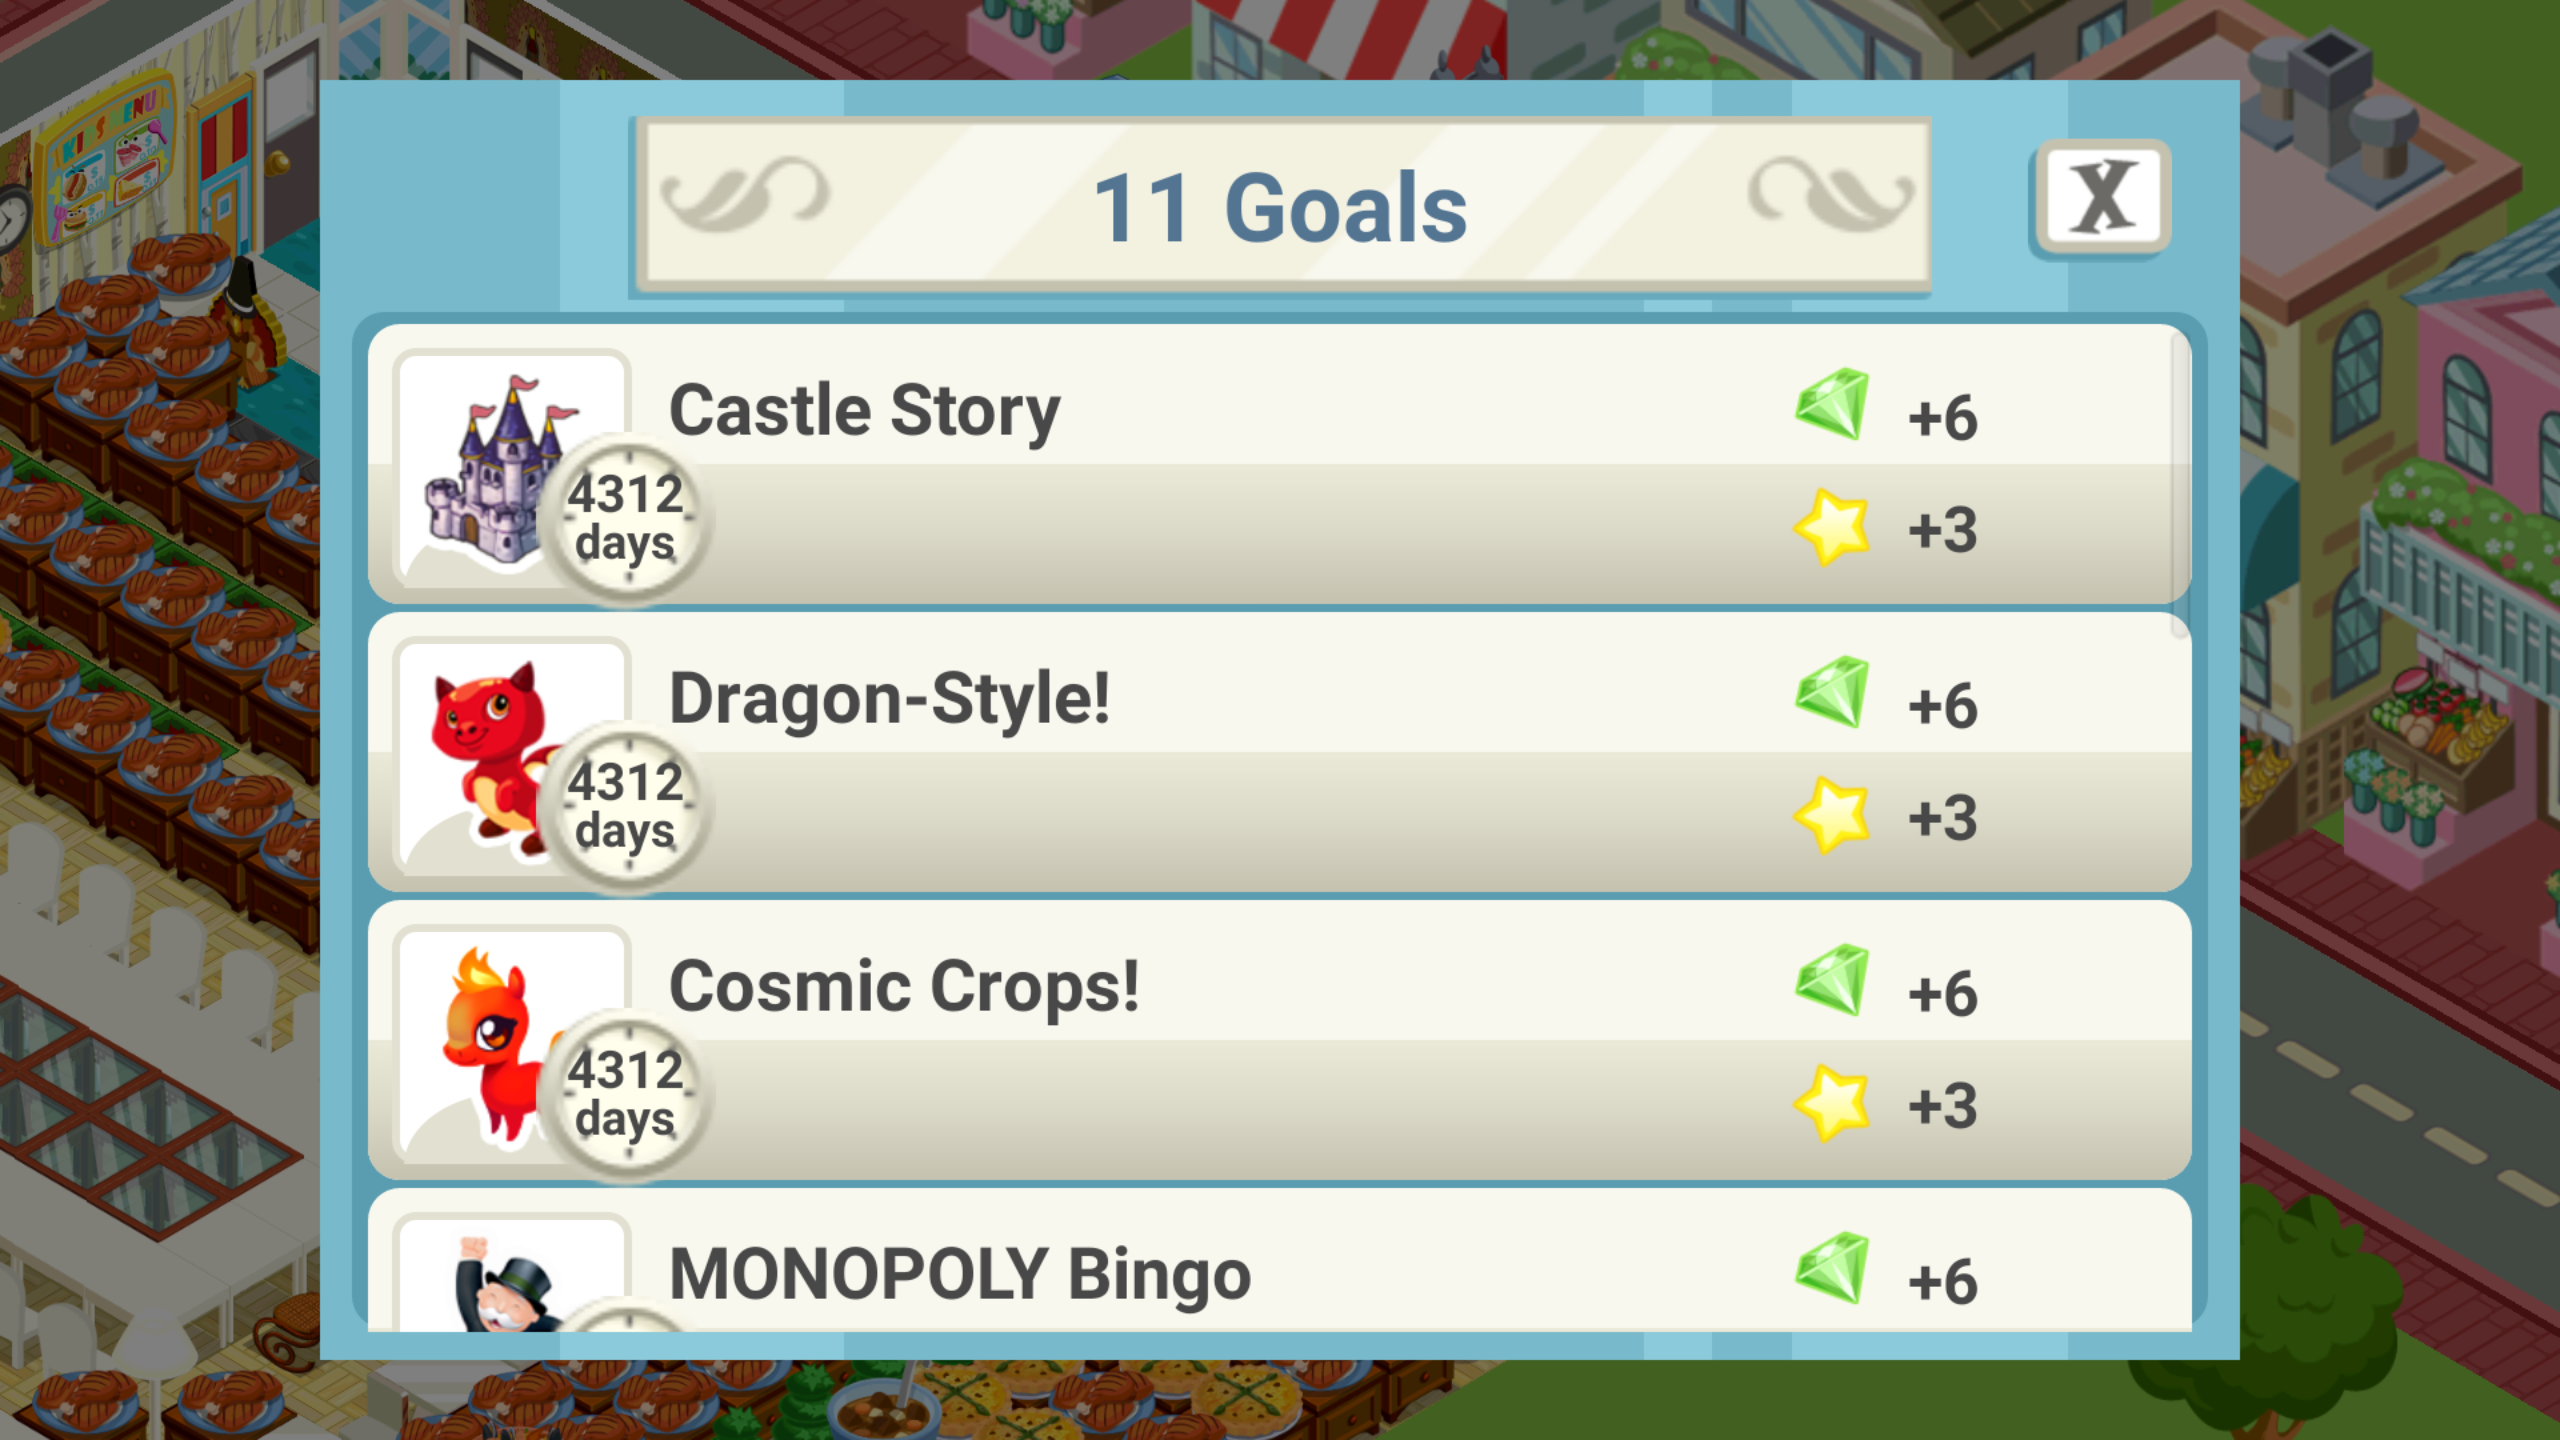 11 Goals
X
Castle Story
+6
4312
days
+3
Dragon-Style!
+6
4312
days
+3
Cosmic Crops!
+6
4312
days
+3
MONOPOLY Bingo
+6